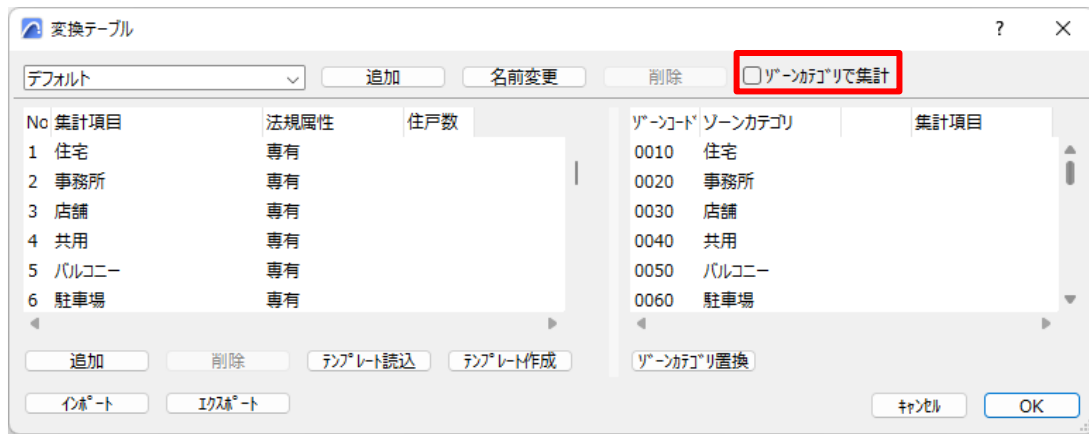 変換テーブル ?
デフォルト 追加 名前変更 削除 ｿﾞｰﾝｶﾃｺﾞﾘで集計
No 集計項目 法規属性 住戸数 ｿﾞｰﾝｺｰﾄﾞ ゾーンカテゴリ 集計項目
1 住宅 専有 0010 住宅
2 事務所 専有 0020 事務所
3 店舗 専有 0030 店舗
4 共用 専有 0040 共用
5 バルコニー 専有 0050 バルコニー
6 駐車場 専有 0060 駐車場
追加 削除 ﾃﾝﾌﾟﾚｰﾄ読込 ﾃﾝﾌﾟﾚｰﾄ作成 ｿﾞｰﾝｶﾃｺﾞﾘ置換
ｲﾝﾎﾟｰﾄ ｴｸｽﾎﾟｰﾄ ｷｬﾝｾﾙ OK